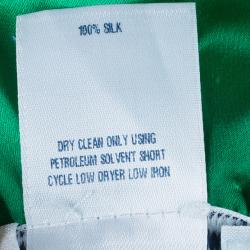 100% SILK
DRY CLEAN ONLY USING
PETROLEUM SOLVENT SHORT
CYCLE LOW DRYER LOW IRON